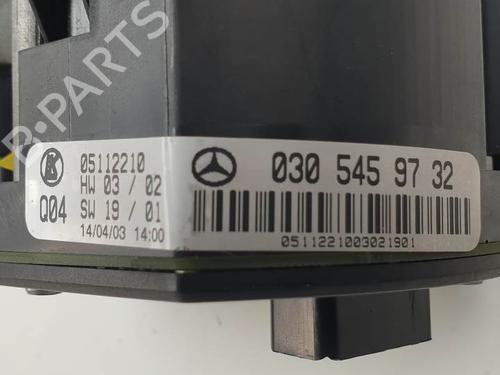 B-PARTS
K
Q04
05112210
HW 03 / 02
SW 19 / 01
14/04/03 14:00
030 545 97 32
0511221003021901